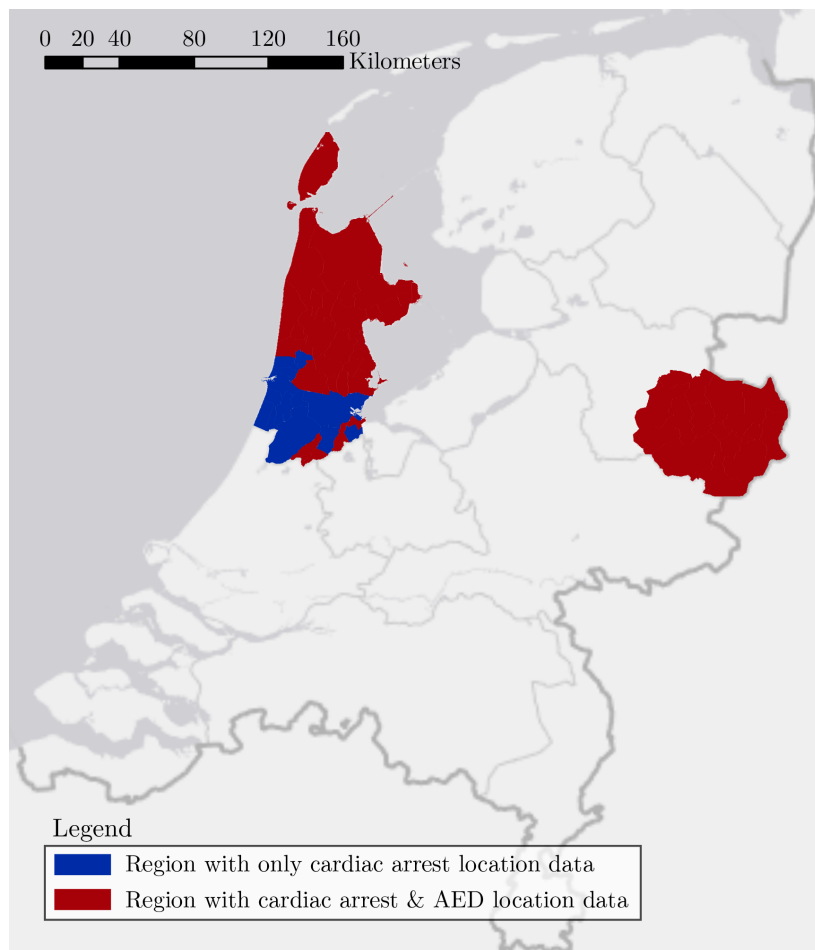 0 20 40 80 120 160
Kilometers
Legend
Region with only cardiac arrest location data
Region with cardiac arrest & AED location data